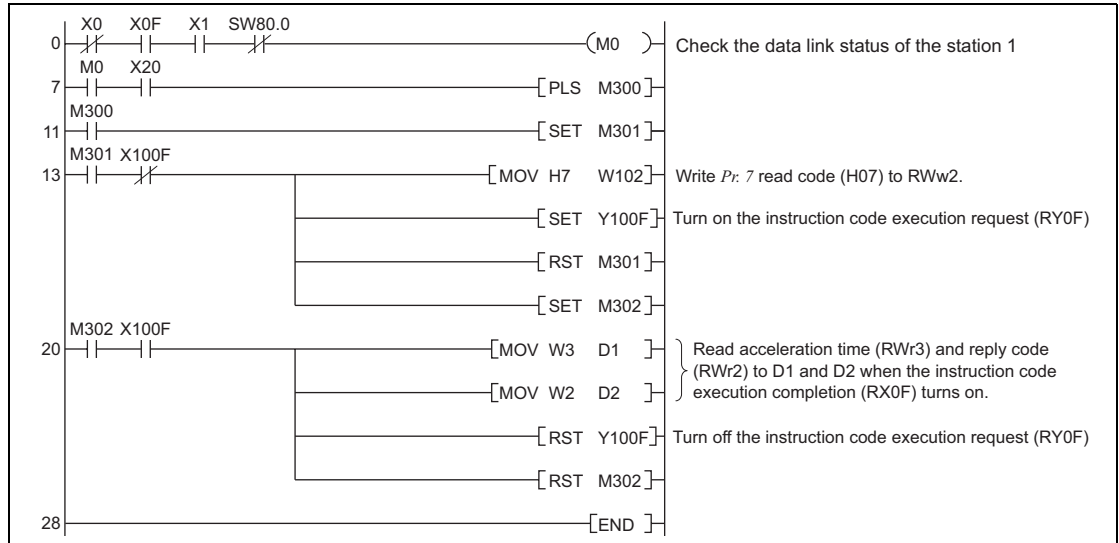 X0 X0F X1 SW80.0
0 (M0 ) Check the data link status of the station 1
M0 X20
7 [PLS M300]
M300
11 [SET M301]
M301 X100F
13 [MOV H7 W102] Write Pr. 7 read code (H07) to RWw2.
[SET Y100F] Turn on the instruction code execution request (RY0F)
[RST M301]
[SET M302]
M302 X100F
20 [MOV W3 D1 ] Read acceleration time (RWr3) and reply code
(RWr2) to D1 and D2 when the instruction code
[MOV W2 D2 ] execution completion (RX0F) turns on.
[RST Y100F] Turn off the instruction code execution request (RY0F)
[RST M302]
28 [END ]